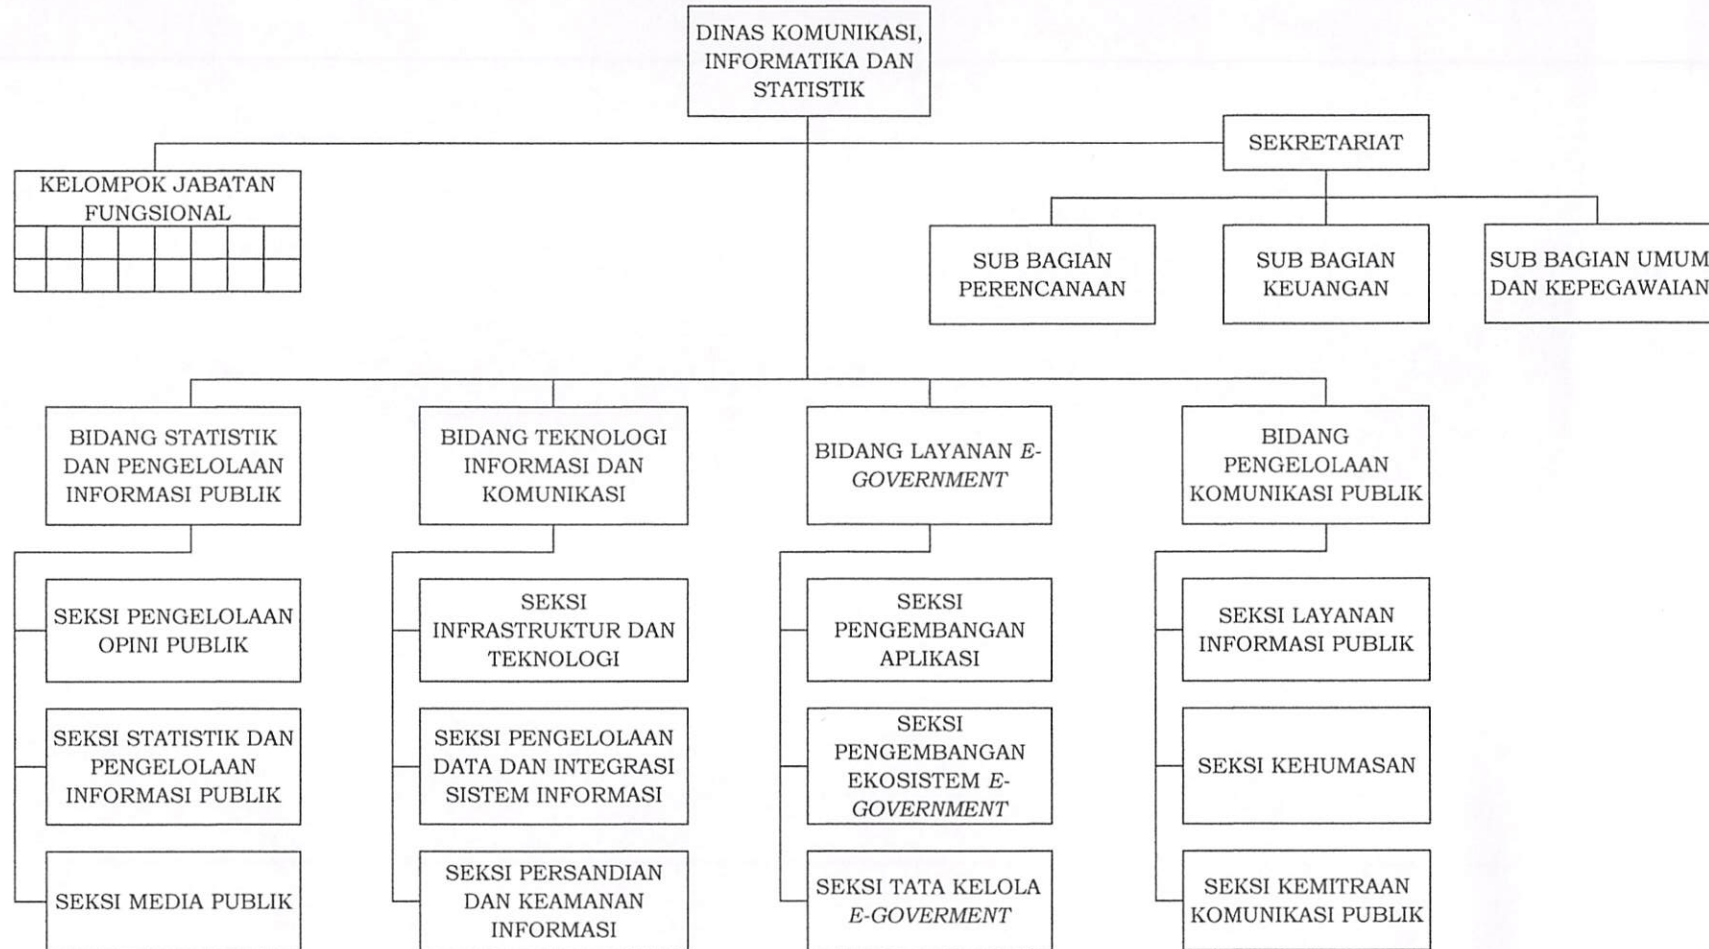 DINAS KOMUNIKASI,
INFORMATIKA DAN
STATISTIK
SEKRETARIAT
KELOMPOK JABATAN
FUNGSIONAL
SUB BAGIAN
PERENCANAAN
SUB BAGIAN
KEUANGAN
SUB BAGIAN UMUM
DAN KEPEGAWAIAN
BIDANG STATISTIK
DAN PENGELOLAAN
INFORMASI PUBLIK
BIDANG TEKNOLOGI
INFORMASI DAN
KOMUNIKASI
BIDANG LAYANAN E-
GOVERNMENT
BIDANG
PENGELOLAAN
KOMUNIKASI PUBLIK
SEKSI PENGELOLAAN
OPINI PUBLIK
SEKSI
INFRASTRUKTUR DAN
TEKNOLOGI
SEKSI
PENGEMBANGAN
APLIKASI
SEKSI LAYANAN
INFORMASI PUBLIK
SEKSI STATISTIK DAN
PENGELOLAAN
INFORMASI PUBLIK
SEKSI PENGELOLAAN
DATA DAN INTEGRASI
SISTEM INFORMASI
SEKSI
PENGEMBANGAN
EKOSISTEM E-
GOVERNMENT
SEKSI KEHUMASAN
SEKSI MEDIA PUBLIK
SEKSI PERSANDIAN
DAN KEAMANAN
INFORMASI
SEKSI TATA KELOLA
E-GOVERMENT
SEKSI KEMITRAAN
KOMUNIKASI PUBLIK